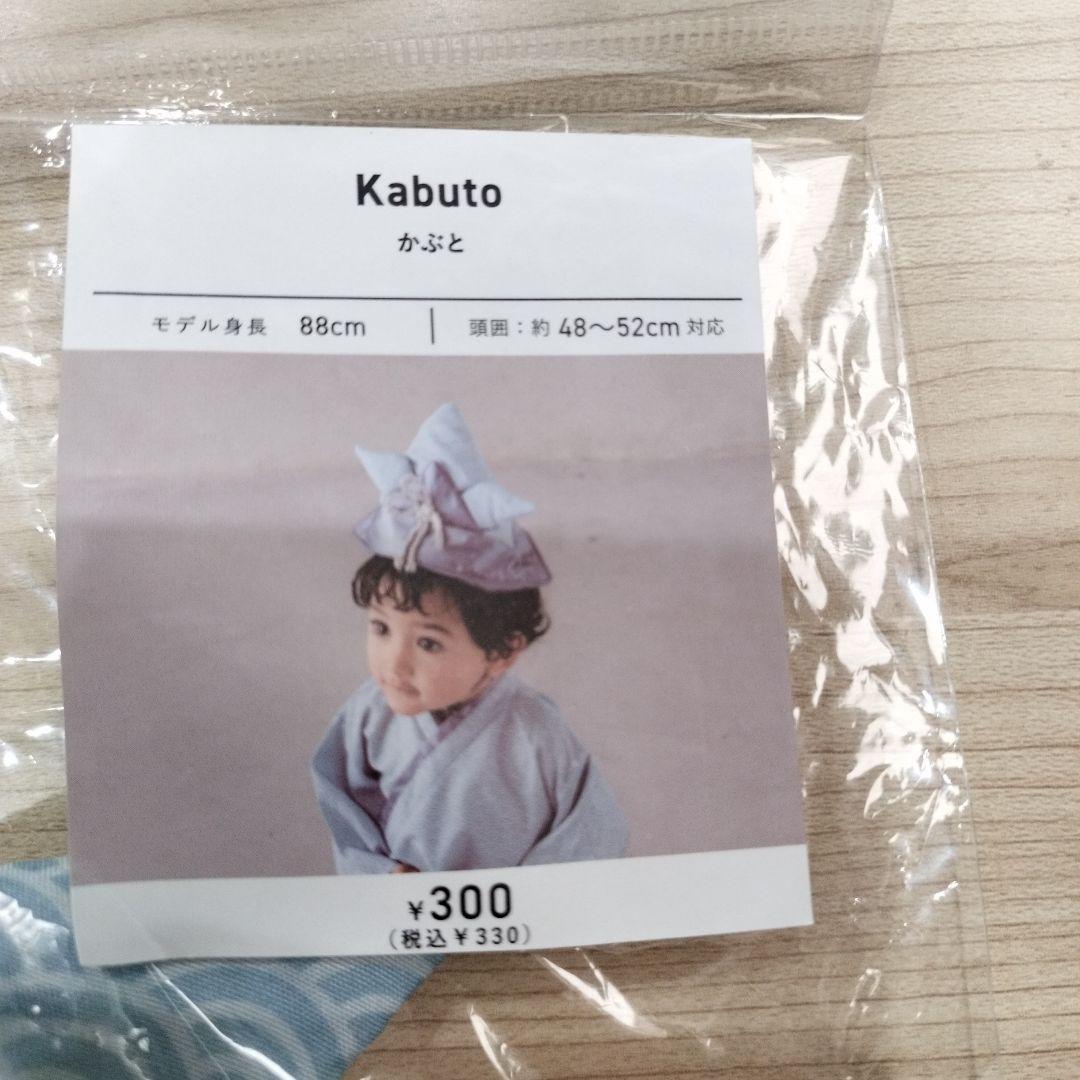 Kabuto
かぶと
モデル身長 88cm | 頭囲：約 48〜52cm 対応
¥300
(税込¥330)